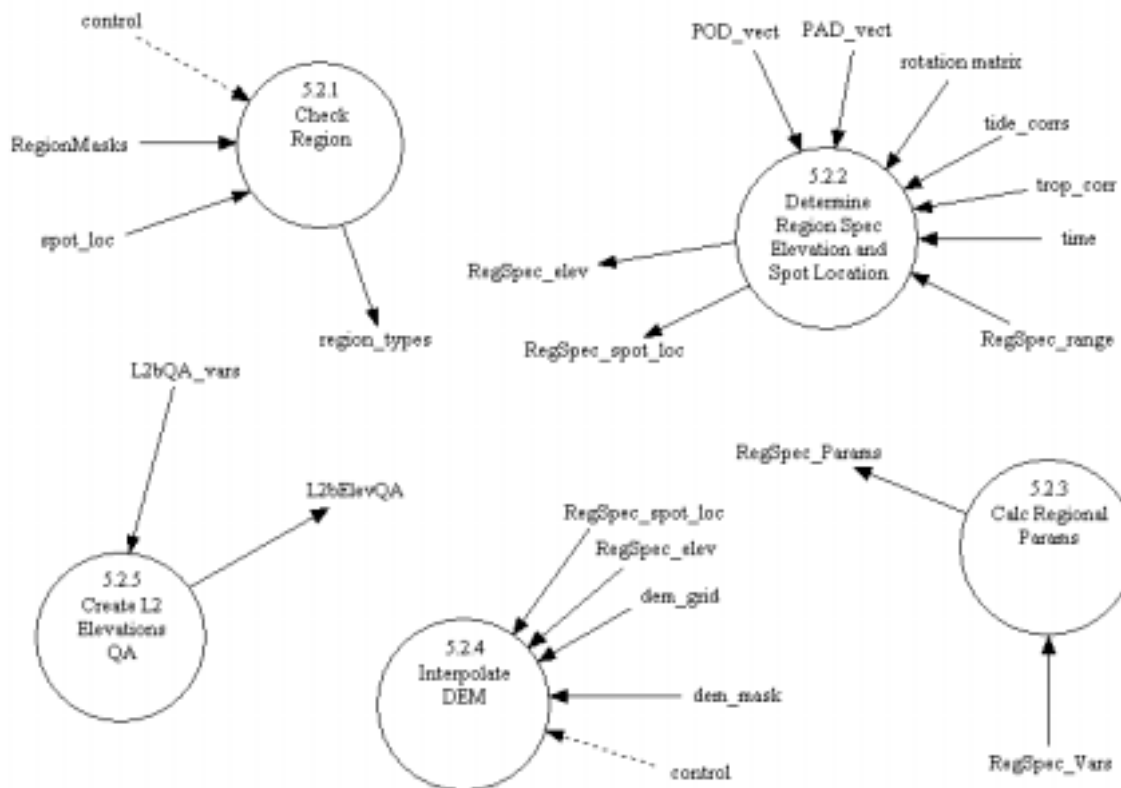 control
5.2.1
Check
Region
RegionMasks
spot_loc
region_types
POD_vect
PAD_vect
rotation matrix
tide_corrs
trop_corr
time
RegSpec_range
5.2.2
Determine
Region Spec
Elevation and
Spot Location
RegSpec_elev
RegSpec_spot_loc
L2bQA_vars
L2bElevQA
5.2.5
Create L2
Elevations
QA
RegSpec_spot_loc
RegSpec_elev
dem_grid
5.2.4
Interpolate
DEM
dem_mask
control
RegSpec_Params
5.2.3
Calc Regional
Params
RegSpec_Vars